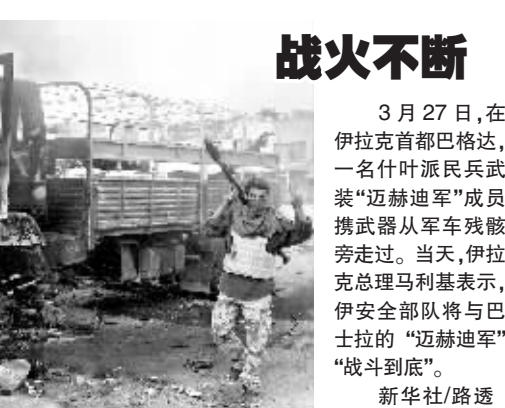 战火不断
3月27日,在
伊拉克首都巴格达,
一名什叶派民兵武
装“迈赫迪军”成员
携武器从军车残骸
旁走过。当天,伊拉
克总理马利基表示,
伊安全部队将与巴
士拉的“迈赫迪军”
“战斗到底”。
新华社/路透